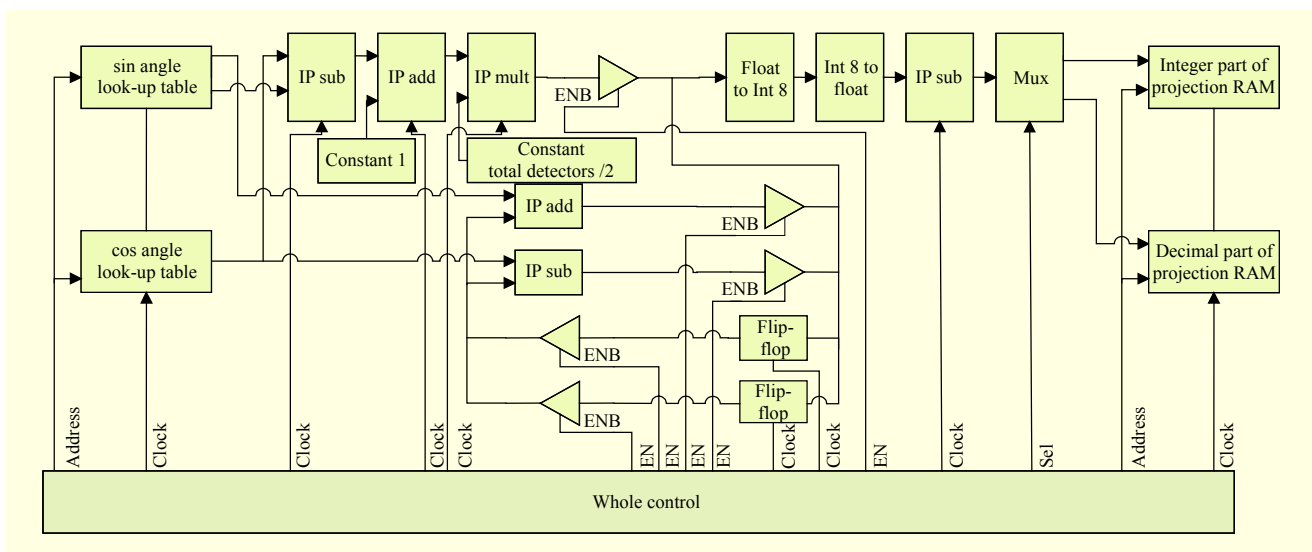 sin angle
look-up table
IP sub
IP add
IP mult
ENB
Float
to Int 8
Int 8 to
float
IP sub
Mux
Integer part of
projection RAM
Constant 1
Constant
total detectors /2
IP add
ENB
cos angle
look-up table
IP sub
ENB
Decimal part of
projection RAM
ENB
Flip-
flop
ENB
Flip-
flop
Address
Clock
Clock
Clock
Clock
EN
EN
EN
EN
Clock
Clock
EN
Clock
Sel
Address
Clock
Whole control